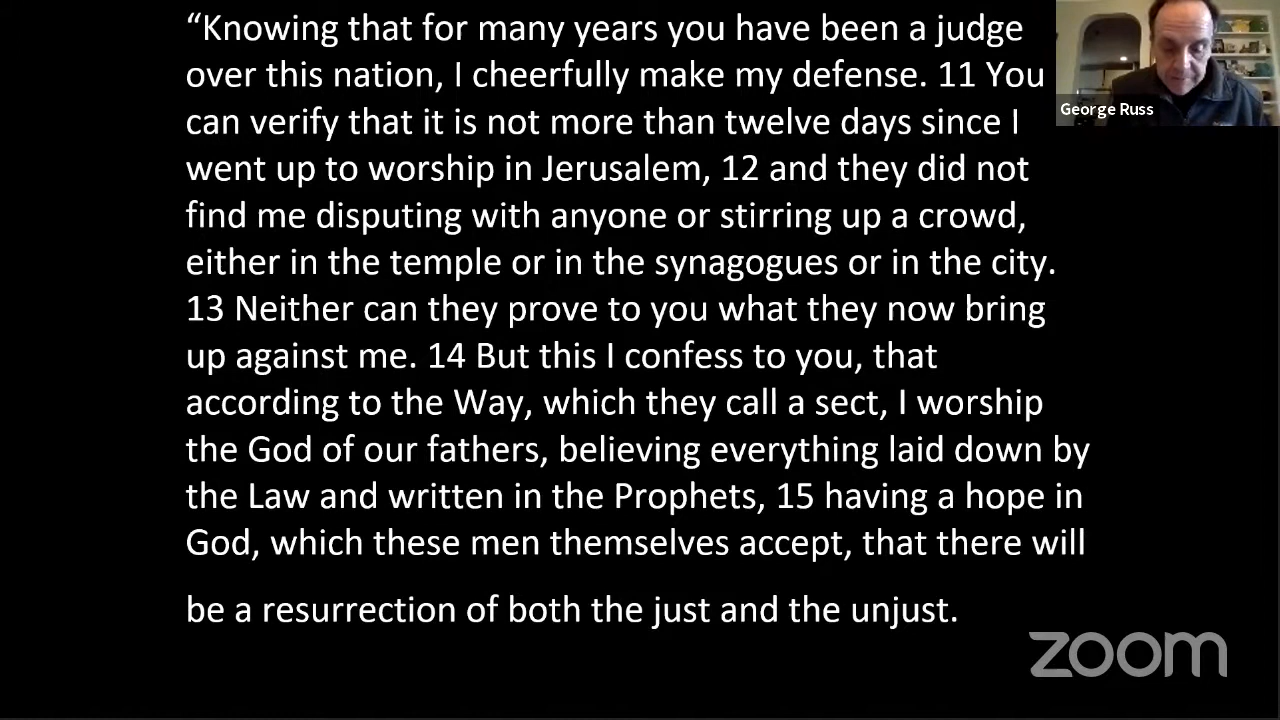 “Knowing that for many years you have been a judge
over this nation, I cheerfully make my defense. 11 You
can verify that it is not more than twelve days since I
went up to worship in Jerusalem, 12 and they did not
find me disputing with anyone or stirring up a crowd,
either in the temple or in the synagogues or in the city.
13 Neither can they prove to you what they now bring
up against me. 14 But this I confess to you, that
according to the Way, which they call a sect, I worship
the God of our fathers, believing everything laid down by
the Law and written in the Prophets, 15 having a hope in
God, which these men themselves accept, that there will
be a resurrection of both the just and the unjust.
George Russ
zoom